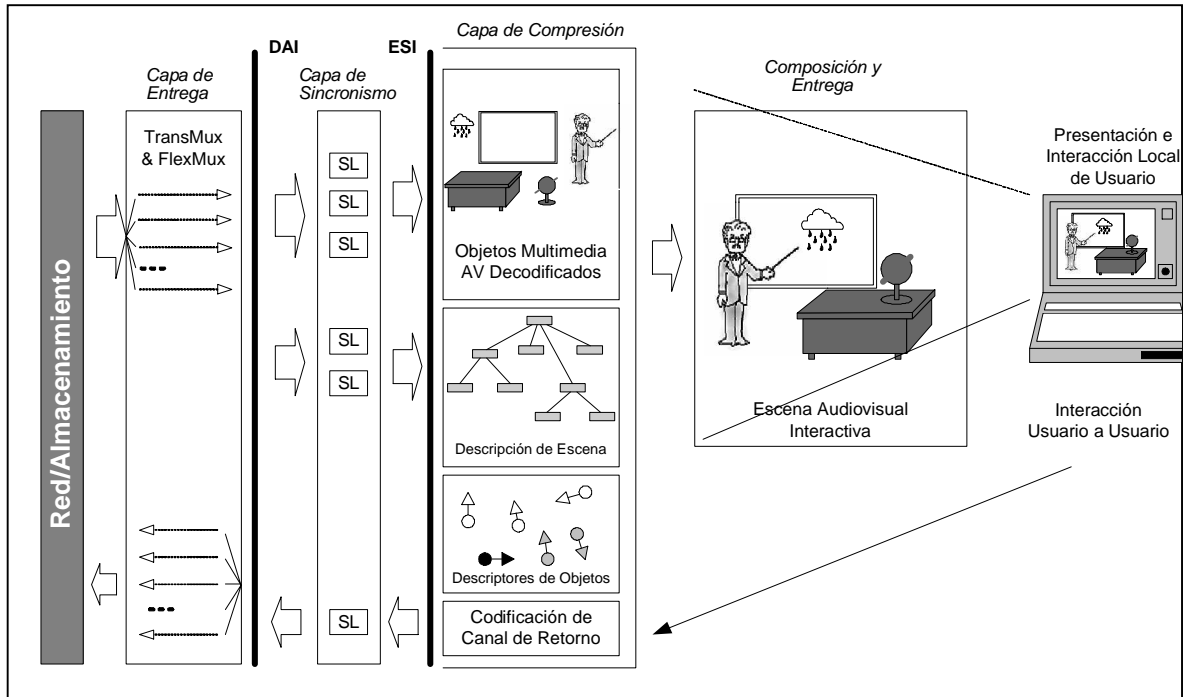 Red/Almacenamiento
Capa de
Entrega
TransMux
& FlexMux
DAI
Capa de
Sincronismo
SL
SL
SL
SL
SL
SL
ESI
Capa de Compresión
Objetos Multimedia
AV Decodificados
Descripción de Escena
Descriptores de Objetos
Codificación de
Canal de Retorno
Composición y
Entrega
Escena Audiovisual
Interactiva
Presentación e
Interacción Local
de Usuario
Interacción
Usuario a Usuario